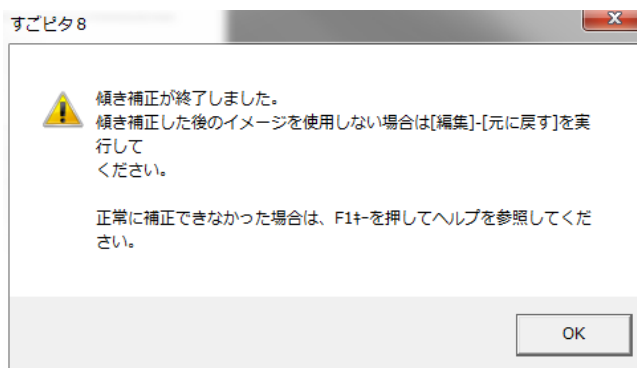 すごピタ８
傾き補正が終了しました。
傾き補正した後のイメージを使用しない場合は[編集]-[元に戻す]を実
行して
ください。
正常に補正できなかった場合は、F1ｷｰを押してヘルプを参照してくだ
さい。
OK